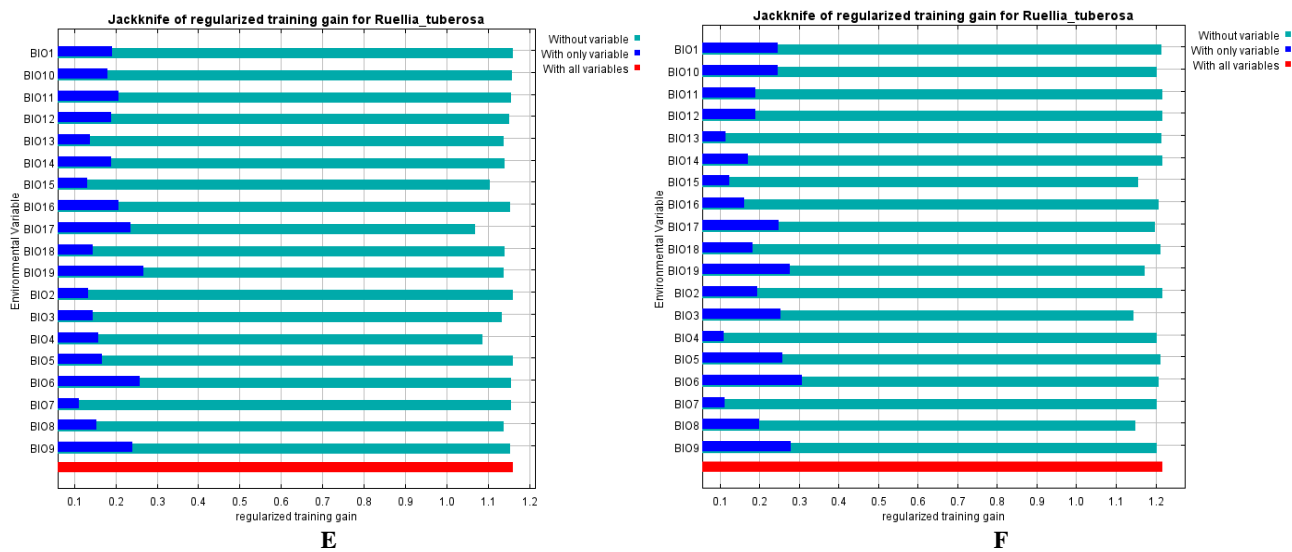 Jackknife of regularized training gain for Ruellia_tuberosa
Without variable
With only variable
With all variables
Environmental Variable
BIO1
BIO10
BIO11
BIO12
BIO13
BIO14
BIO15
BIO16
BIO17
BIO18
BIO19
BIO2
BIO3
BIO4
BIO5
BIO6
BIO7
BIO8
BIO9
0.1 0.2 0.3 0.4 0.5 0.6 0.7 0.8 0.9 1.0 1.1 1.2
regularized training gain
E
Jackknife of regularized training gain for Ruellia_tuberosa
Without variable
With only variable
With all variables
Environmental Variable
BIO1
BIO10
BIO11
BIO12
BIO13
BIO14
BIO15
BIO16
BIO17
BIO18
BIO19
BIO2
BIO3
BIO4
BIO5
BIO6
BIO7
BIO8
BIO9
0.1 0.2 0.3 0.4 0.5 0.6 0.7 0.8 0.9 1.0 1.1 1.2
regularized training gain
F